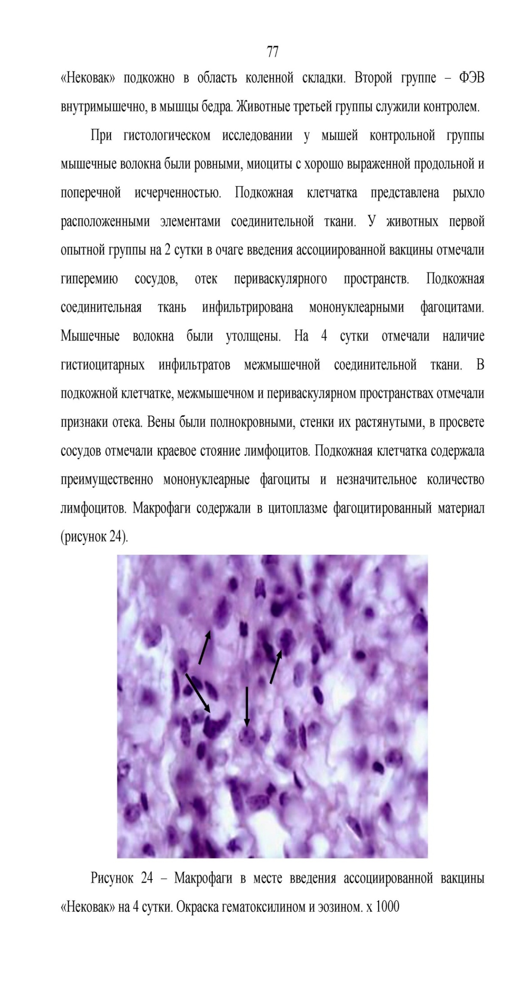 77
«Нековак» подкожно в область коленной складки. Второй группе – ФЭВ
внутримышечно, в мышцы бедра. Животные третьей группы служили контролем.
При гистологическом исследовании у мышей контрольной группы
мышечные волокна были ровными, миоциты с хорошо выраженной продольной и
поперечной исчерченностью. Подкожная клетчатка представлена рыхло
расположенными элементами соединительной ткани. У животных первой
опытной группы на 2 сутки в очаге введения ассоциированной вакцины отмечали
гиперемию сосудов, отек периваскулярного пространств. Подкожная
соединительная ткань инфильтрирована мононуклеарными фагоцитами.
Мышечные волокна были утолщены. На 4 сутки отмечали наличие
гистиоцитарных инфильтратов межмышечной соединительной ткани. В
подкожной клетчатке, межмышечном и периваскулярном пространствах отмечали
признаки отека. Вены были полнокровными, стенки их растянутыми, в просвете
сосудов отмечали краевое стояние лимфоцитов. Подкожная клетчатка содержала
преимущественно мононуклеарные фагоциты и незначительное количество
лимфоцитов. Макрофаги содержали в цитоплазме фагоцитированный материал
(рисунок 24).
Рисунок 24 – Макрофаги в месте введения ассоциированной вакцины
«Нековак» на 4 сутки. Окраска гематоксилином и эозином. х 1000